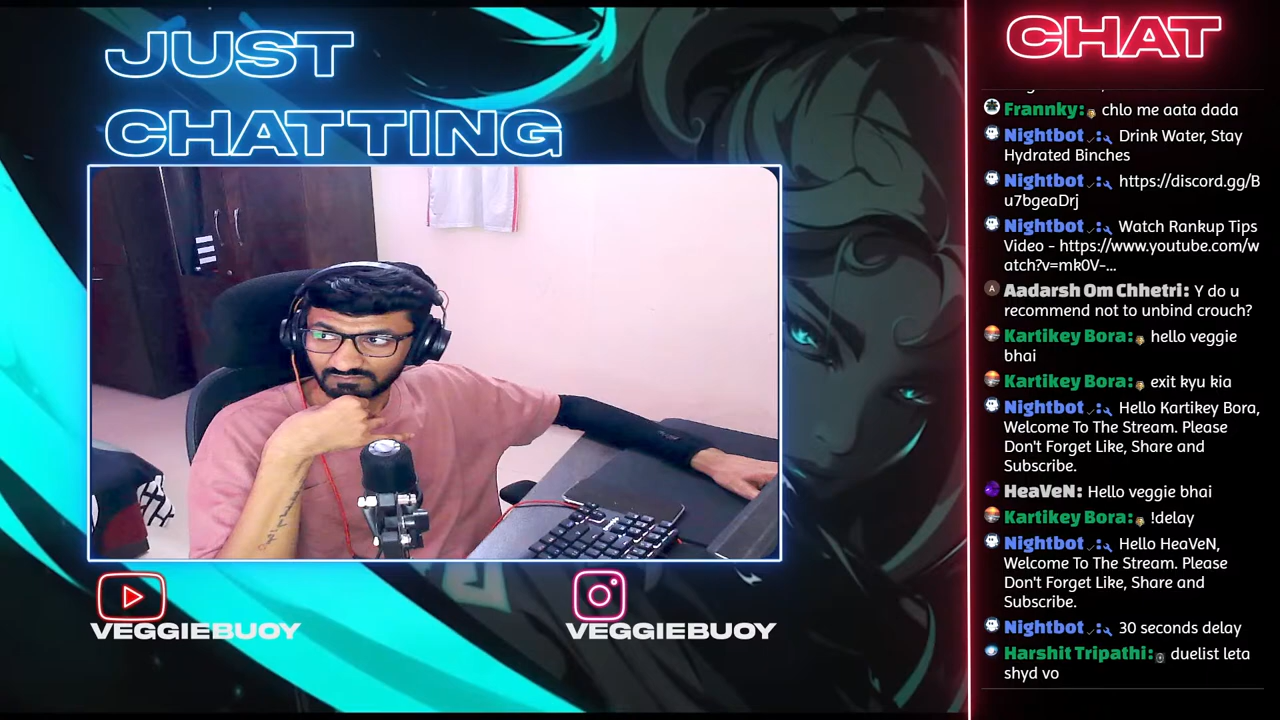 JUST
CHATTING
VEGGIEBUOY
VEGGIEBUOY
CHAT
Frannky: chlo me aata dada
Nightbot: Drink Water, Stay
Hydrated Binches
Nightbot: https://discord.gg/B
u7bgeaDrj
Nightbot: Watch Rankup Tips
Video - https://www.youtube.com/w
atch?v=mk0V-...
A Aadarsh Om Chhetri: Y do u
recommend not to unbind crouch?
Kartikey Bora: hello veggie
bhai
Kartikey Bora: exit kyu kia
Nightbot: Hello Kartikey Bora,
Welcome To The Stream. Please
Don't Forget Like, Share and
Subscribe.
HeaVeN: Hello veggie bhai
Kartikey Bora: !delay
Nightbot: Hello HeaVeN,
Welcome To The Stream. Please
Don't Forget Like, Share and
Subscribe.
Nightbot: 30 seconds delay
Harshit Tripathi: duelist leta
shyd vo